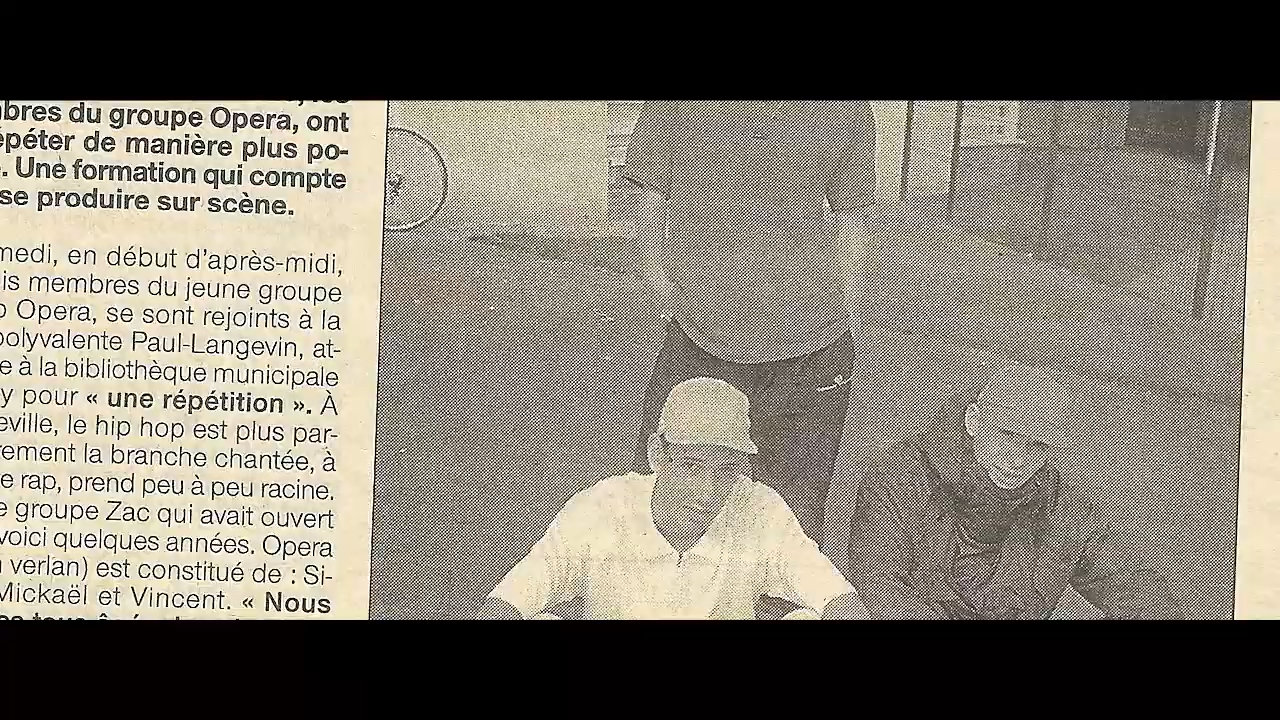 bres du groupe Opera, ont
épéter de manière plus po-
. Une formation qui compte
se produire sur scène.
medi, en début d'après-midi,
is membres du jeune groupe
Opera, se sont rejoints à la
polyvalente Paul-Langevin, at-
e à la bibliothèque municipale
y pour « une répétition ». À
eville, le hip hop est plus par-
rement la branche chantée, à
e rap, prend peu à peu racine.
e groupe Zac qui avait ouvert
voici quelques années. Opera
verlan) est constitué de : Si-
Mickaël et Vincent. « Nous